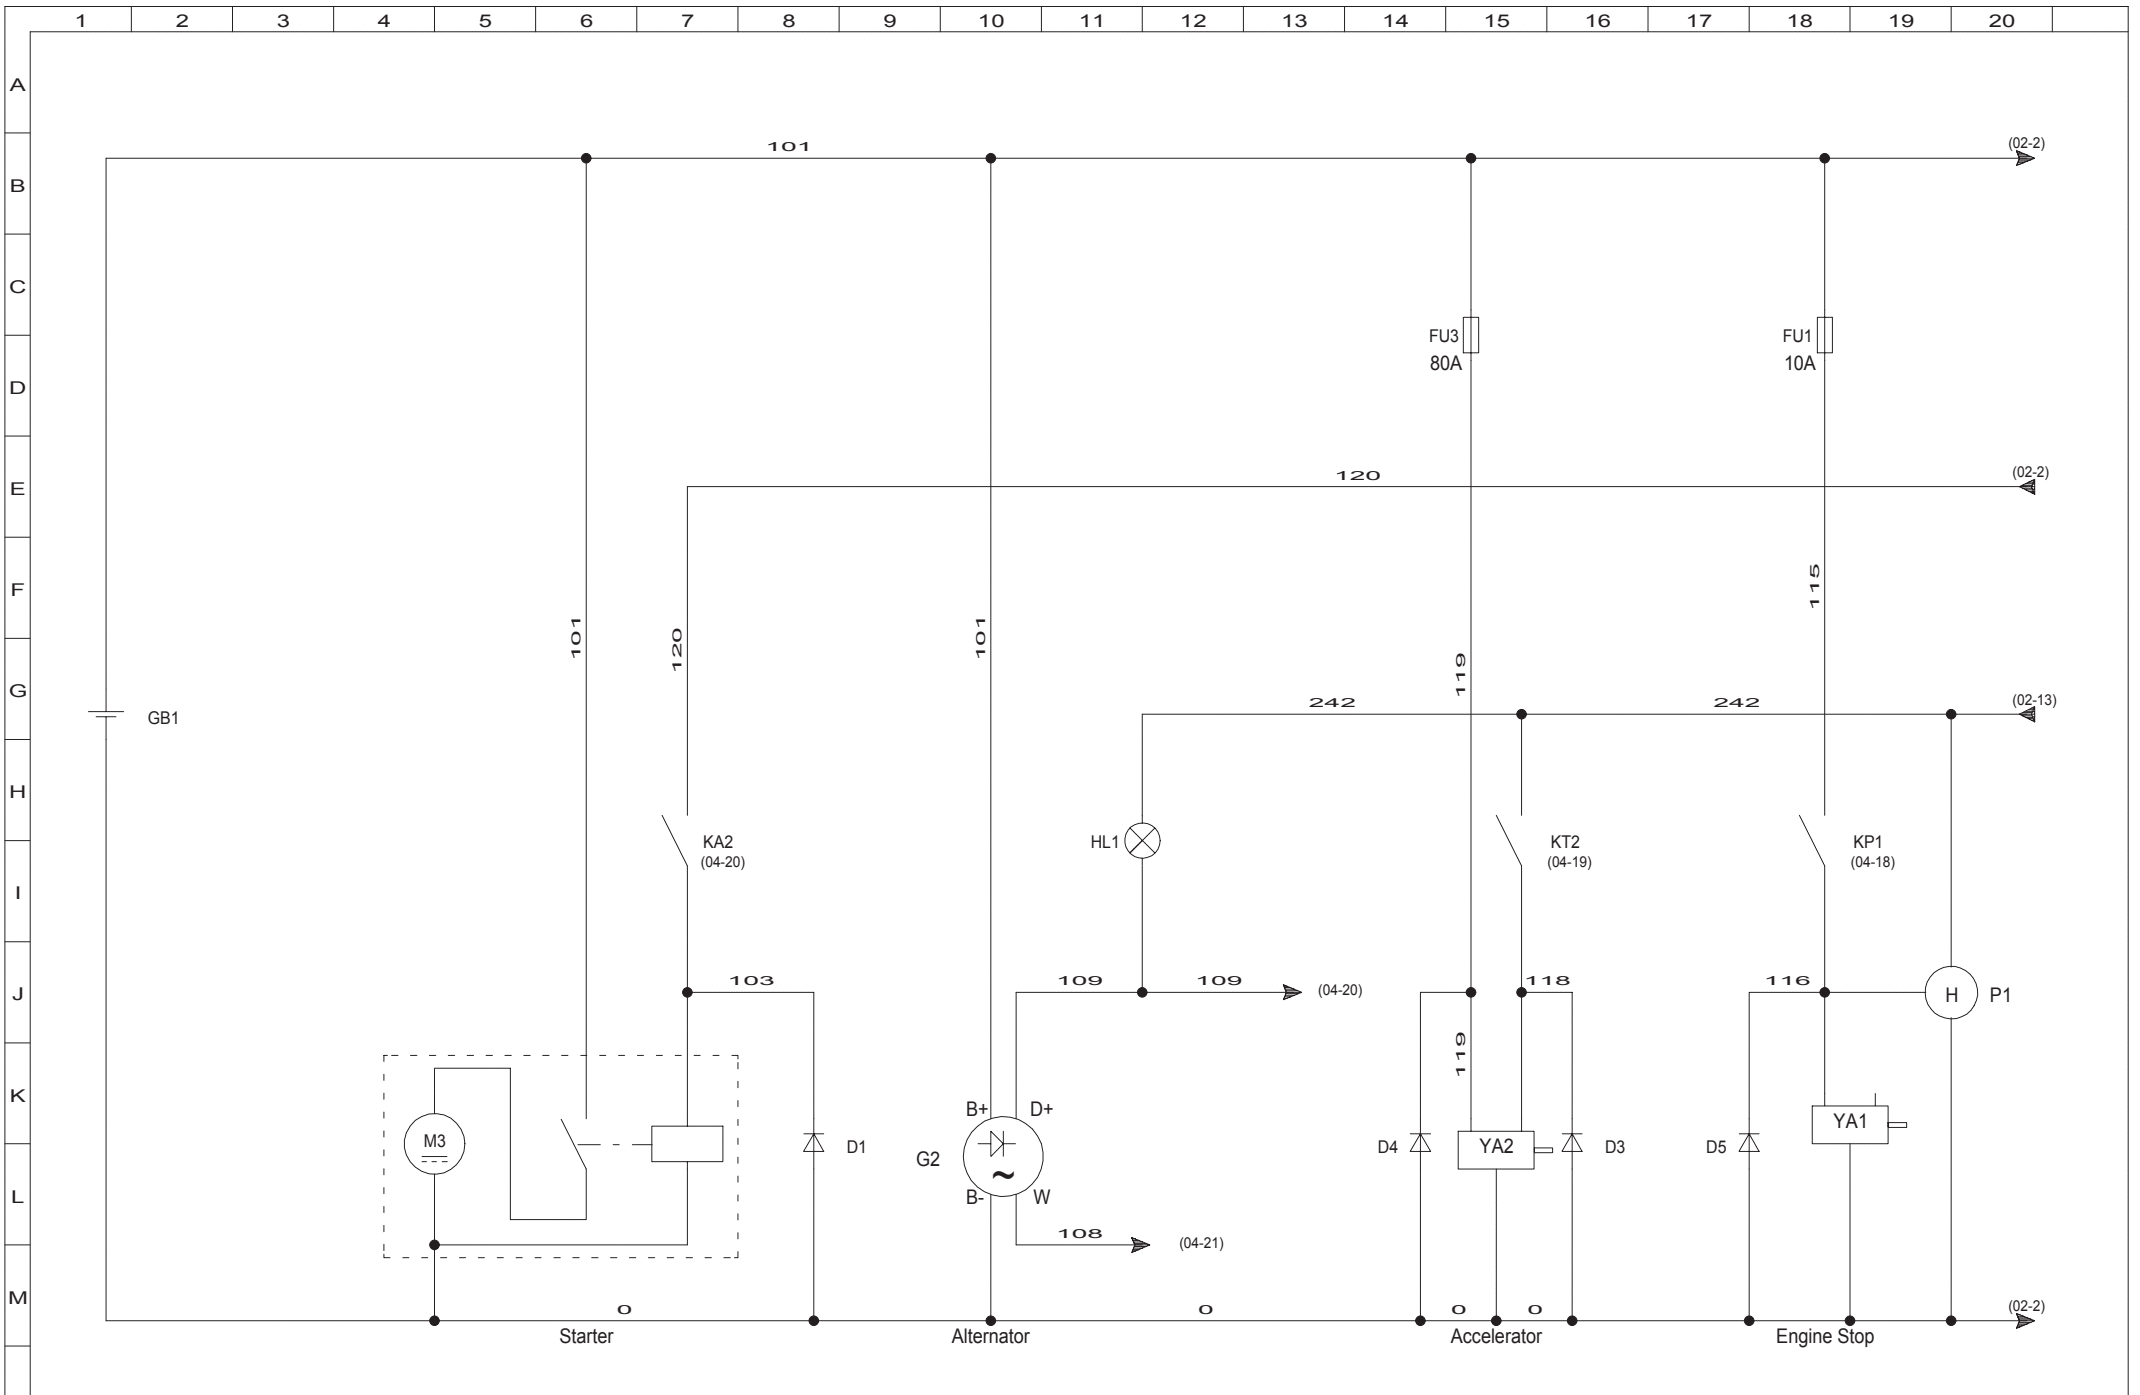 1 2 3 4 5 6 7 8 9 10 11 12 13 14 15 16 17 18 19 20
A
101 (02-2)
B
C
FU3 FU1
80A 10A
D
120 (02-2)
E
F
115
101 120 101 119
G
242 242 (02-13)
GB1
H
KA2 HL1 KT2 KP1
(04-20) (04-19) (04-18)
I
103 109 109 (04-20) 118 116
J H P1
119
K
B+ D+
M3 D1 G2 D4 YA2 D3 D5 YA1
~
L
B- W
108 (04-21)
M
0 0 0 0 (02-2)
Starter Alternator Accelerator Engine Stop